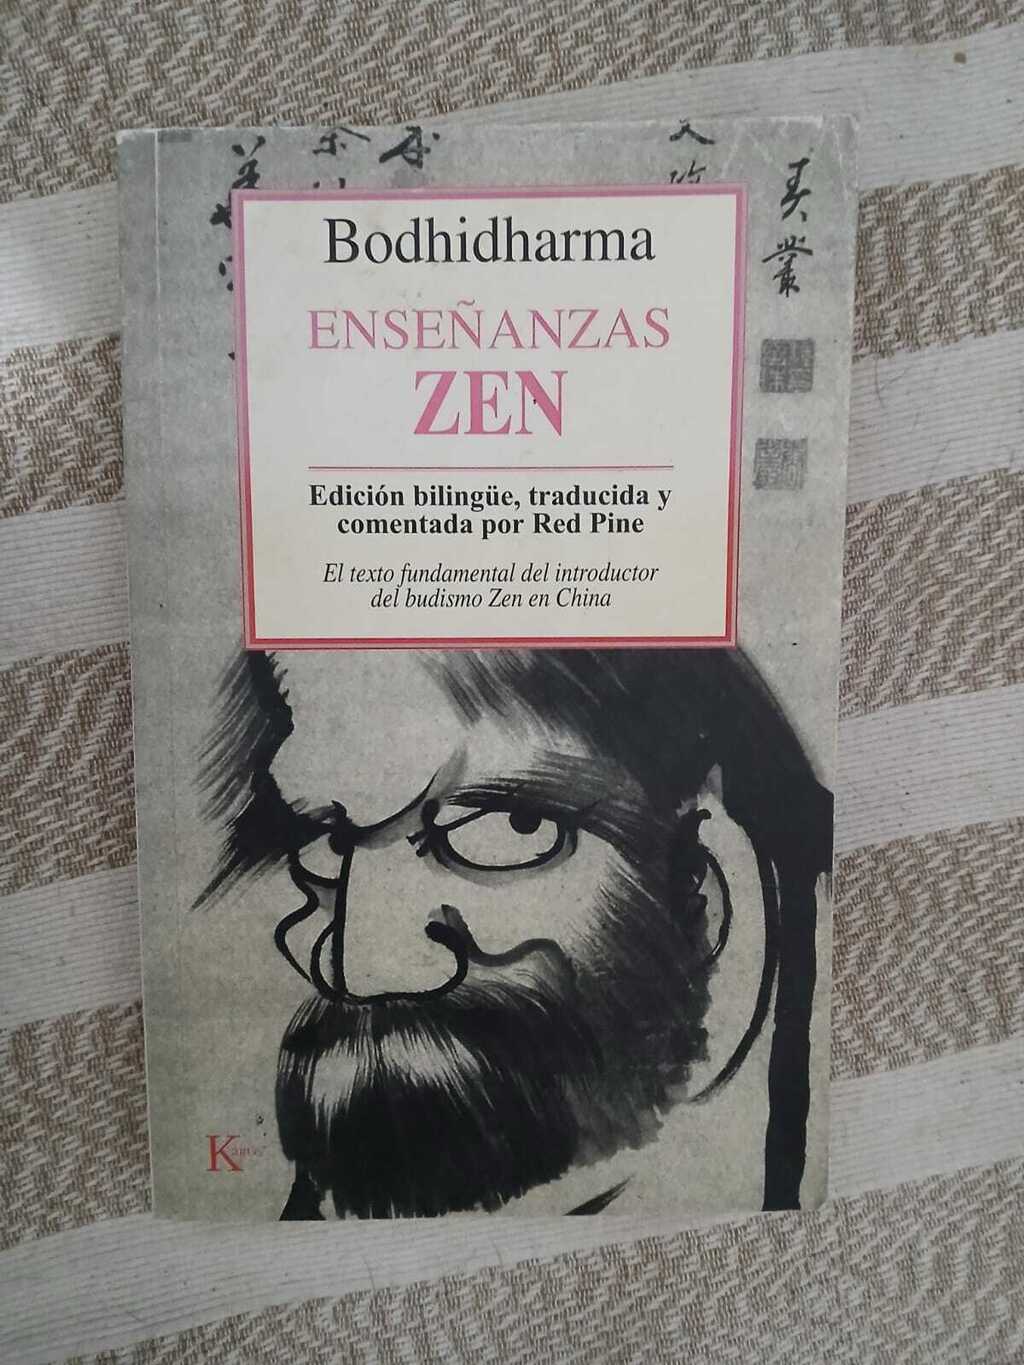 Bodhidharma
ENSEÑANZAS
ZEN
Edición bilingüe, traducida y
comentada por Red Pine
El texto fundamental del introductor
del budismo Zen en China
Kairós